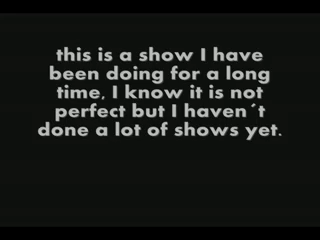 this is a show I have
been doing for a long
time, I know it is not
perfect but I haven´t
done a lot of shows yet.